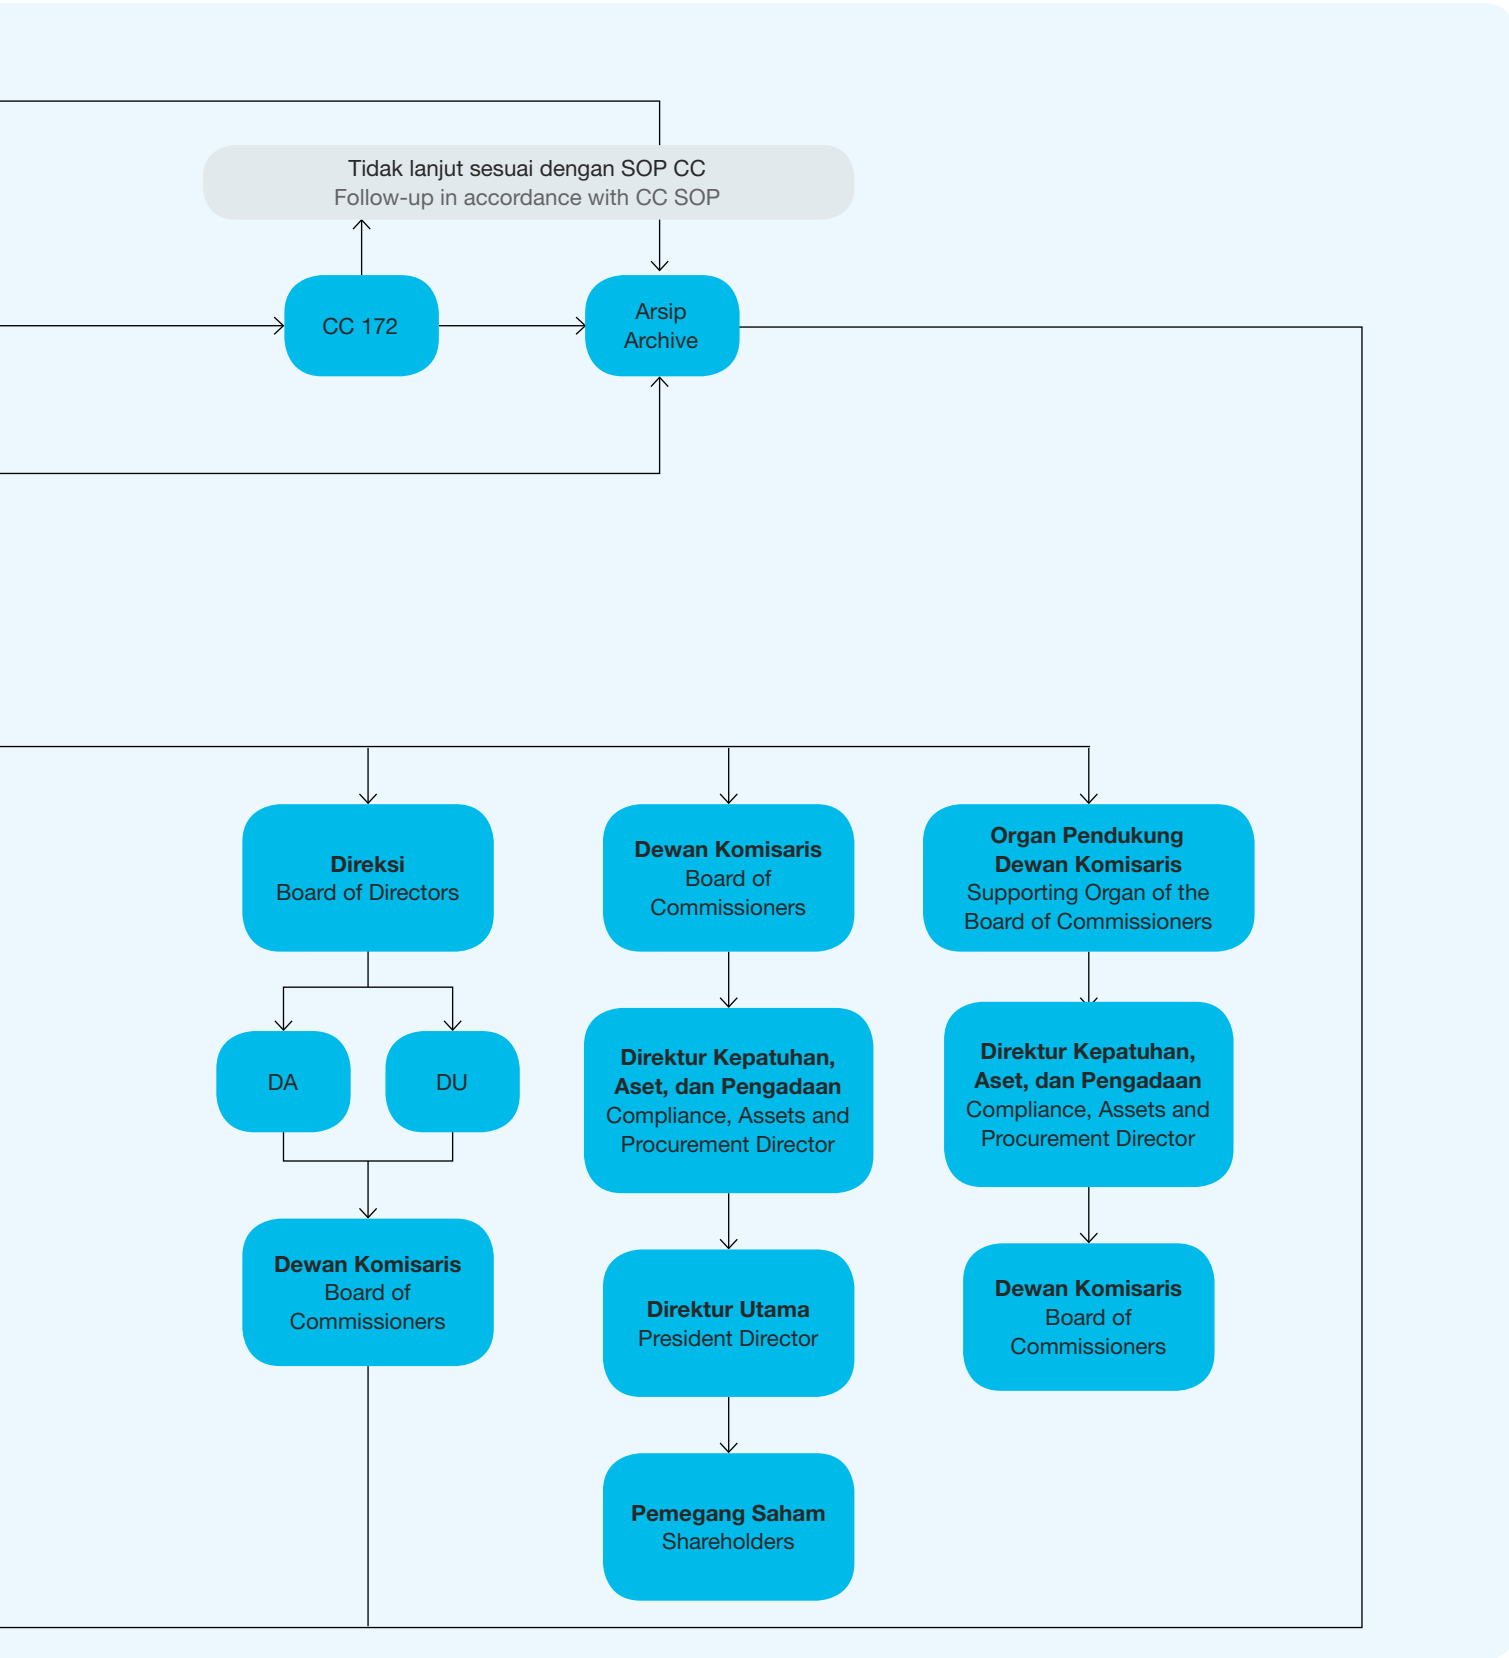 Tidak lanjut sesuai dengan SOP CC
Follow-up in accordance with CC SOP
CC 172
Arsip
Archive
Direksi
Board of Directors
Dewan Komisaris
Board of
Commissioners
Organ Pendukung
Dewan Komisaris
Supporting Organ of the
Board of Commissioners
DA
DU
Direktur Kepatuhan,
Aset, dan Pengadaan
Compliance, Assets and
Procurement Director
Direktur Kepatuhan,
Aset, dan Pengadaan
Compliance, Assets and
Procurement Director
Dewan Komisaris
Board of
Commissioners
Direktur Utama
President Director
Dewan Komisaris
Board of
Commissioners
Pemegang Saham
Shareholders